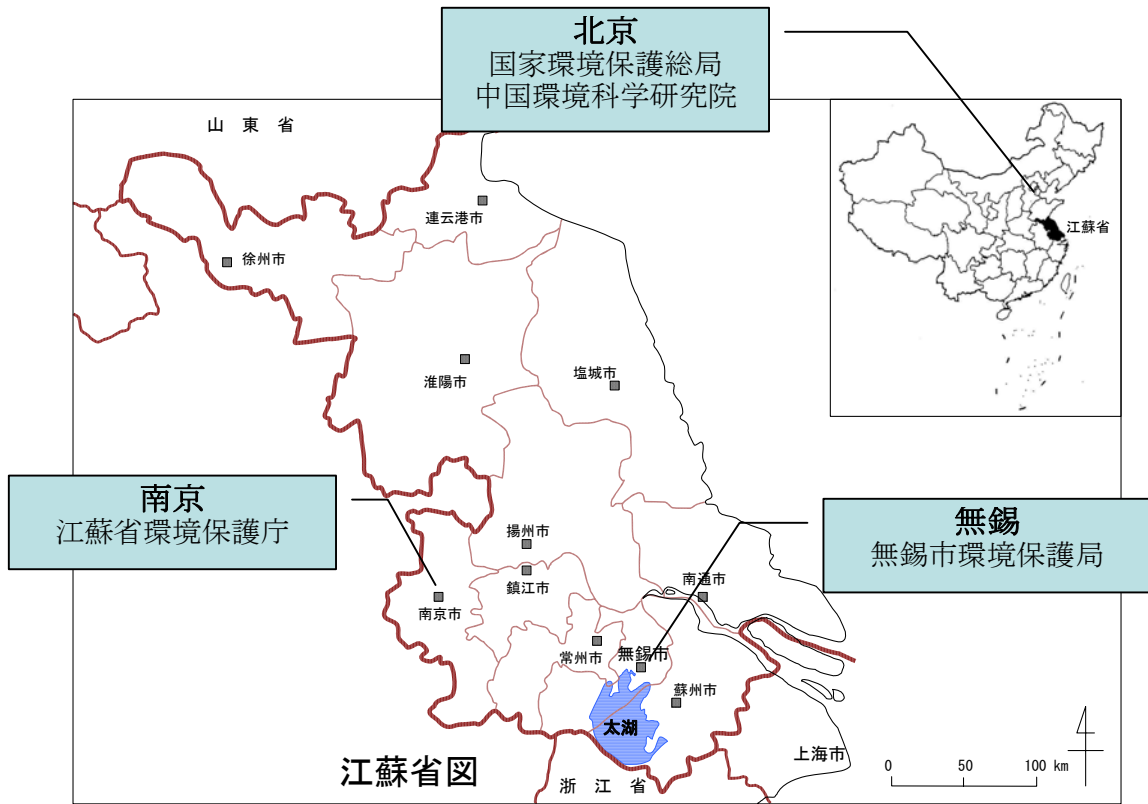 北京
国家環境保護総局
中国環境科学研究院
山 東 省
連云港市
江蘇省
徐州市
淮陽市
塩城市
南京
江蘇省環境保護庁
無錫
無錫市環境保護局
揚州市
鎮江市
南京市
南通市
常州市
無錫市
蘇州市
太湖
江蘇省図
浙 江 省
上海市
0 50 100 km